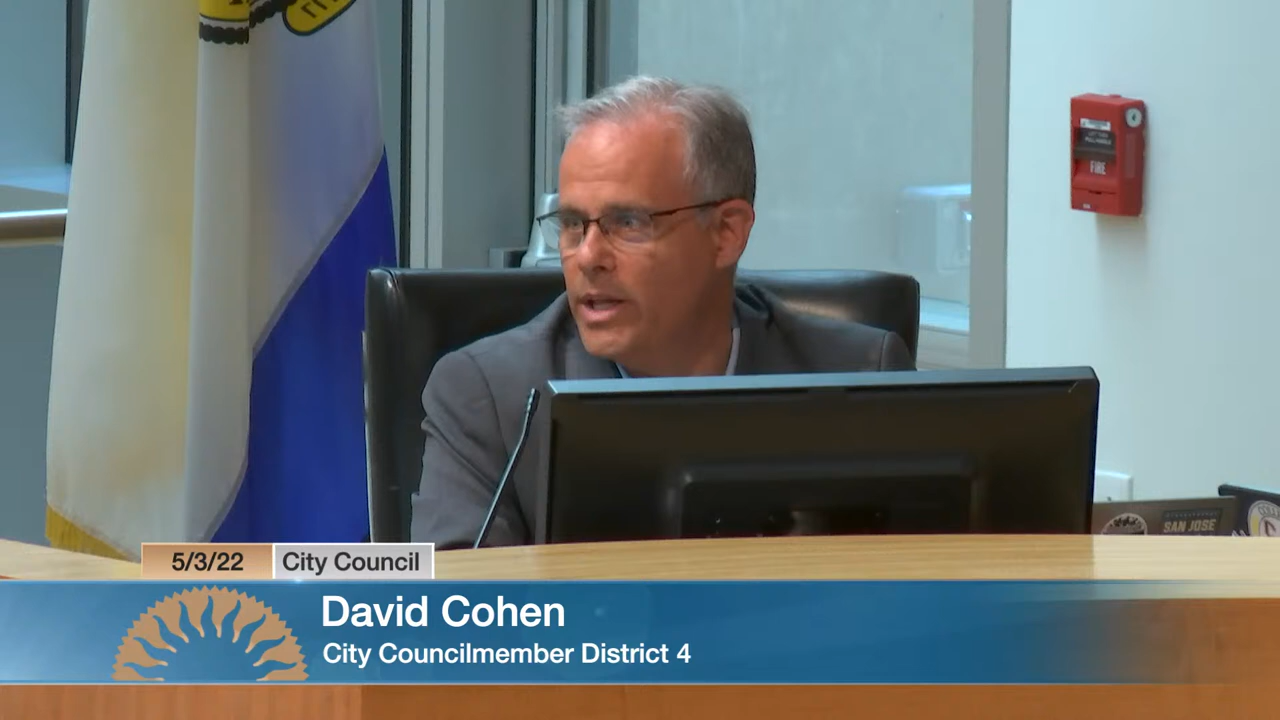 FIRE
SAN JOSE
5/3/22
City Council
David Cohen
City Councilmember District 4